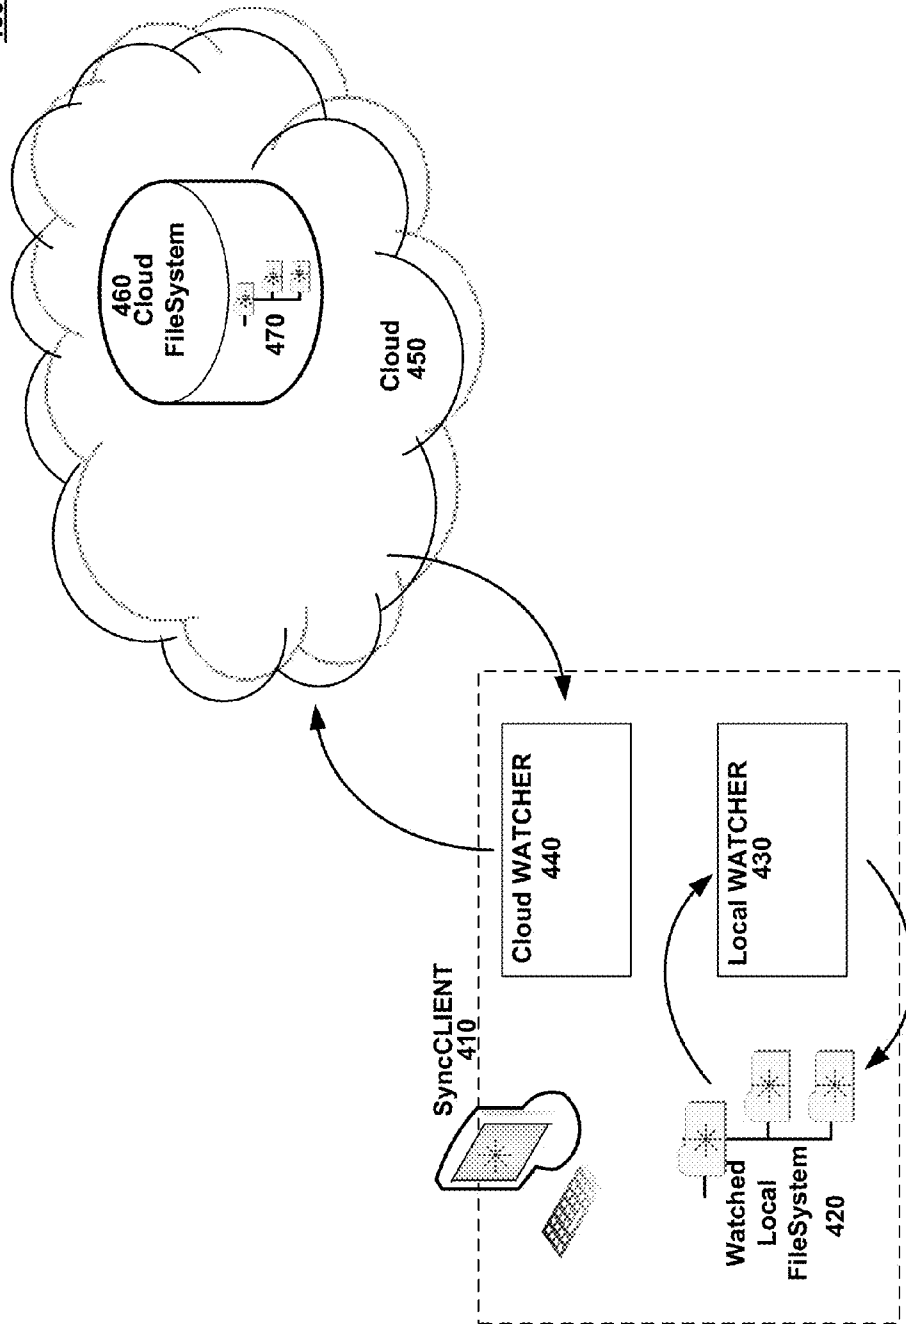 460
Cloud
FileSystem
470
Cloud
450
Cloud WATCHER
440
Local WATCHER
430
SyncCLIENT
410
Watched
Local
FileSystem
420